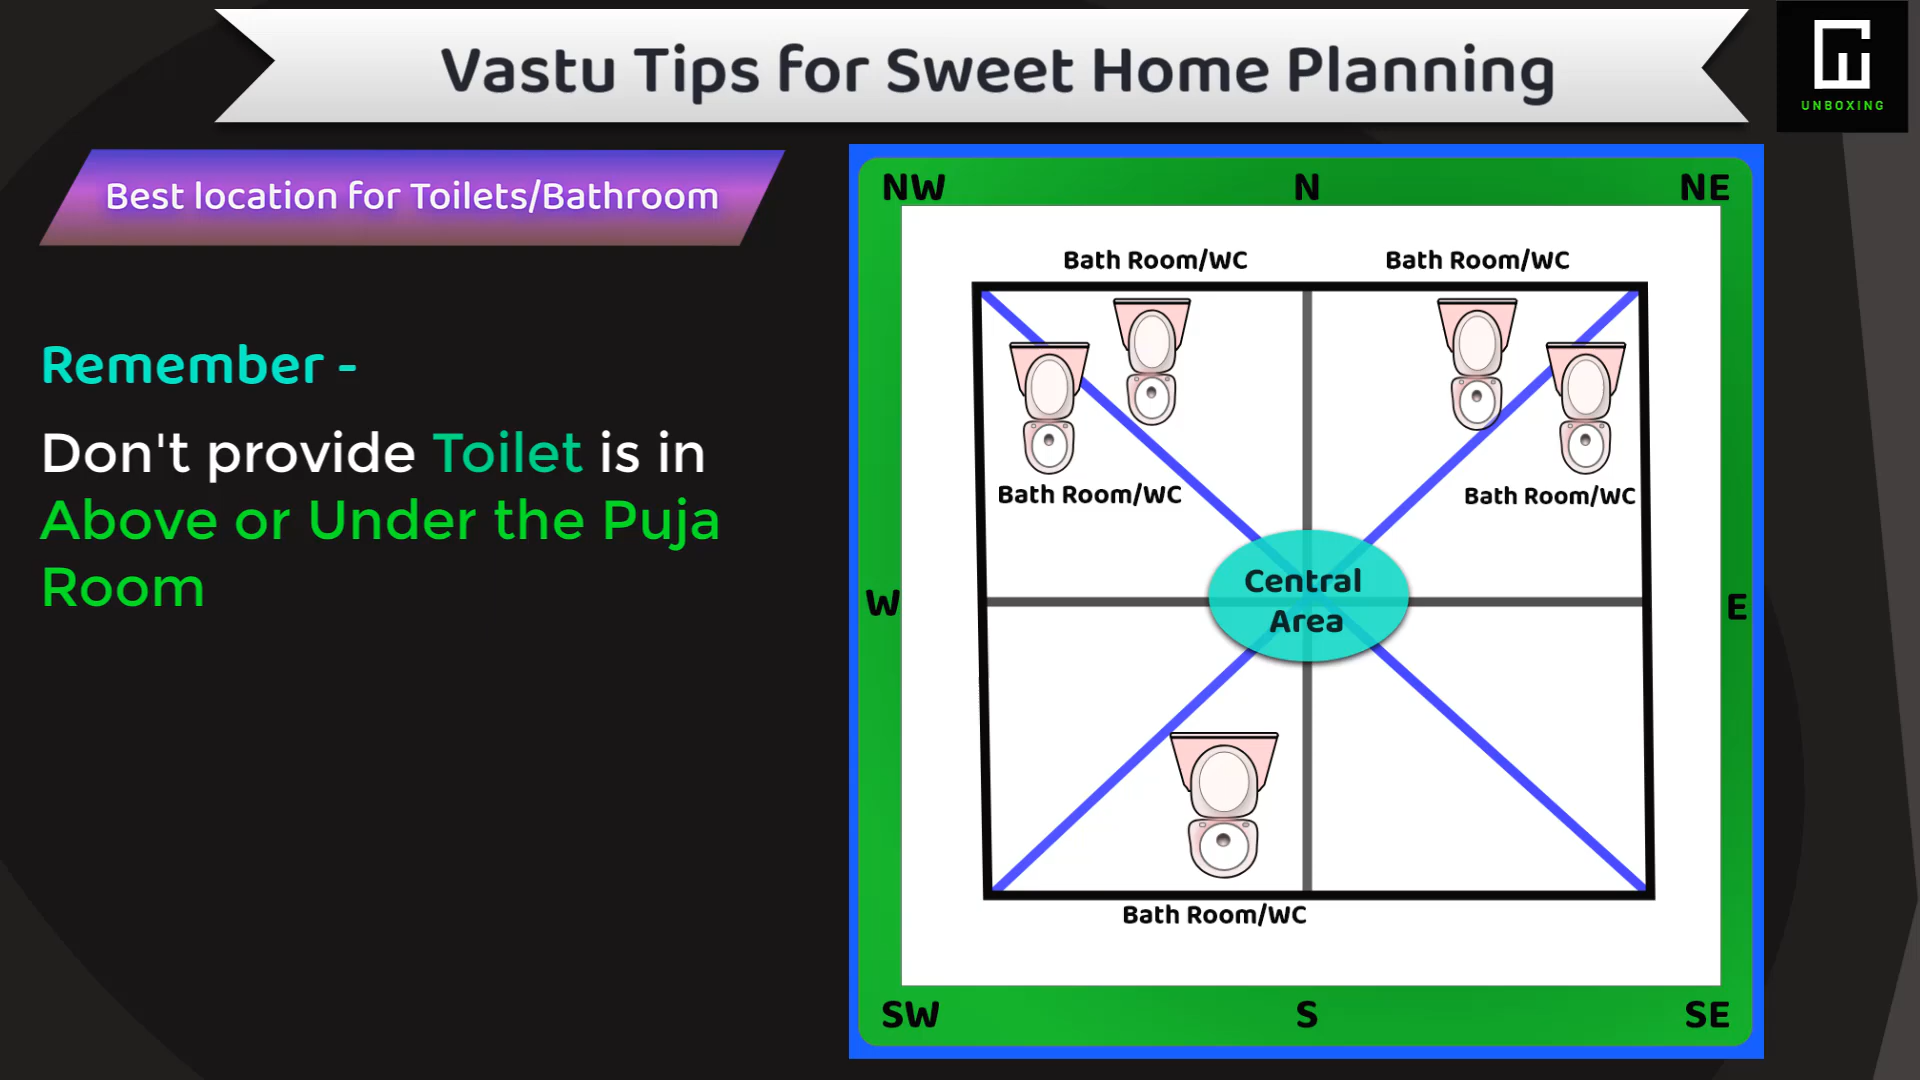 Vastu Tips for Sweet Home Planning
UNBOXING
Best location for Toilets/Bathroom
Remember -
Don't provide Toilet is in
Above or Under the Puja
Room
NW N NE
Bath Room/WC Bath Room/WC
Bath Room/WC Bath Room/WC
W E
Central
Area
Bath Room/WC
SW S SE